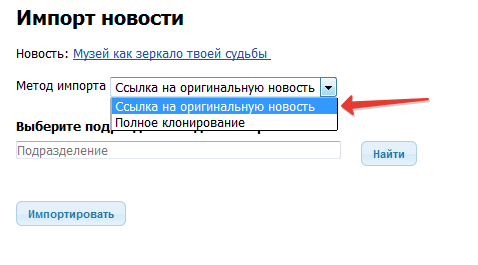 Импорт новости
Новость: Музей как зеркало твоей судьбы
Метод импорта Ссылка на оригинальную новость
Ссылка на оригинальную новость
Полное клонирование
Выберите под
Подразделение Найти
Импортировать